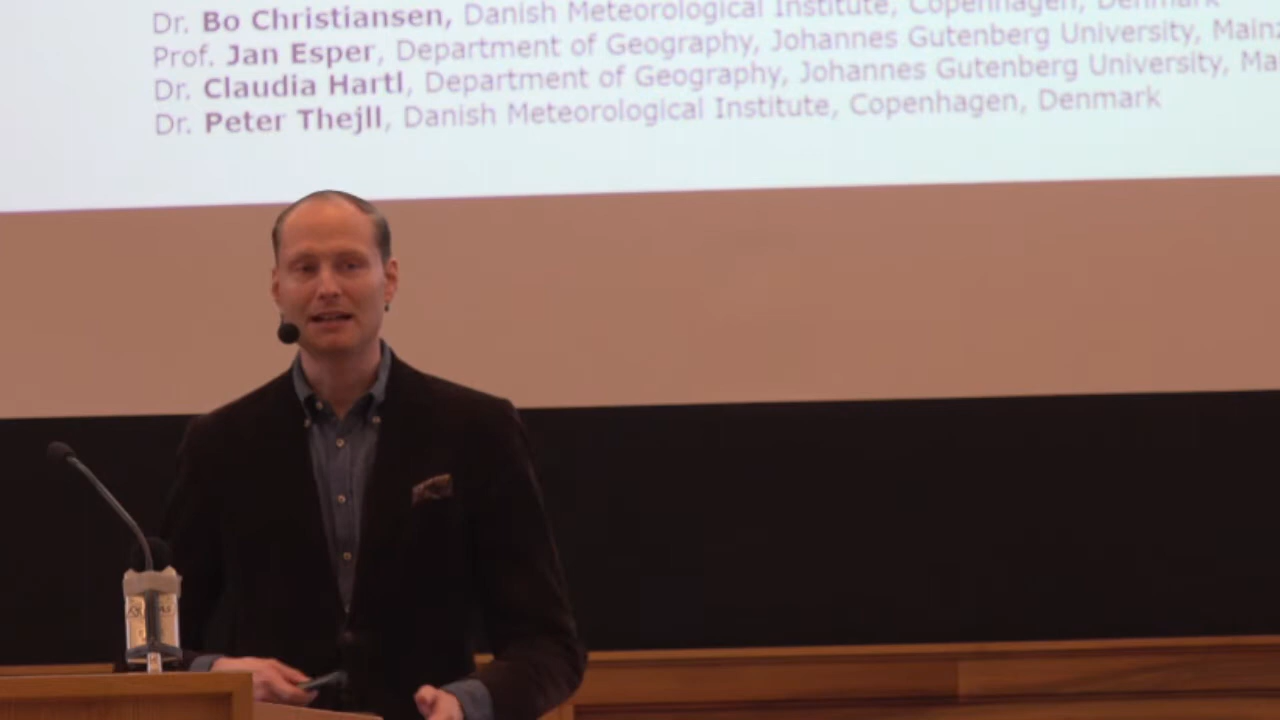 Dr. Bo Christiansen, Danish Meteorological Institute, Copenhagen, Denmark
Prof. Jan Esper, Department of Geography, Johannes Gutenberg University, Mainz
Dr. Claudia Hartl, Department of Geography, Johannes Gutenberg University, Ma
Dr. Peter Thejll, Danish Meteorological Institute, Copenhagen, Denmark